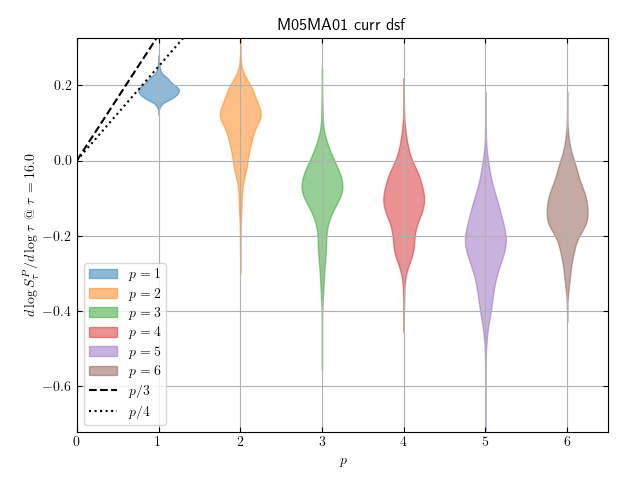 M05MA01 curr dsf
d log S_τ^p / d log τ @ τ = 16.0
0.2
0.0
−0.2
−0.4
−0.6
p = 1
p = 2
p = 3
p = 4
p = 5
p = 6
p/3
p/4
0 1 2 3 4 5 6
p